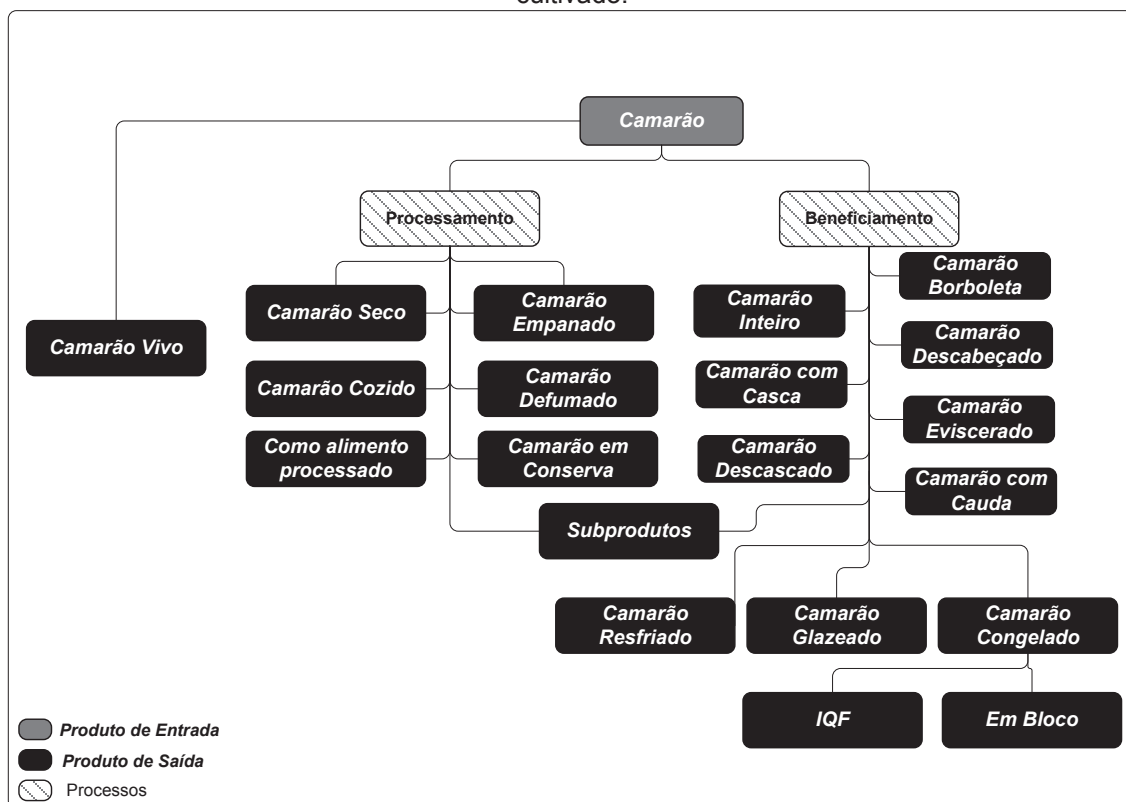 cultivado.
Camarão
Processamento
Beneficiamento
Camarão Vivo
Camarão Seco
Camarão
Empanado
Camarão Cozido
Camarão
Defumado
Como alimento
processado
Camarão em
Conserva
Subprodutos
Camarão
Inteiro
Camarão
Borboleta
Camarão
Descabeçado
Camarão com
Casca
Camarão
Eviscerado
Camarão
Descascado
Camarão com
Cauda
Camarão
Resfriado
Camarão
Glazeado
Camarão
Congelado
IQF
Em Bloco
Produto de Entrada
Produto de Saída
Processos